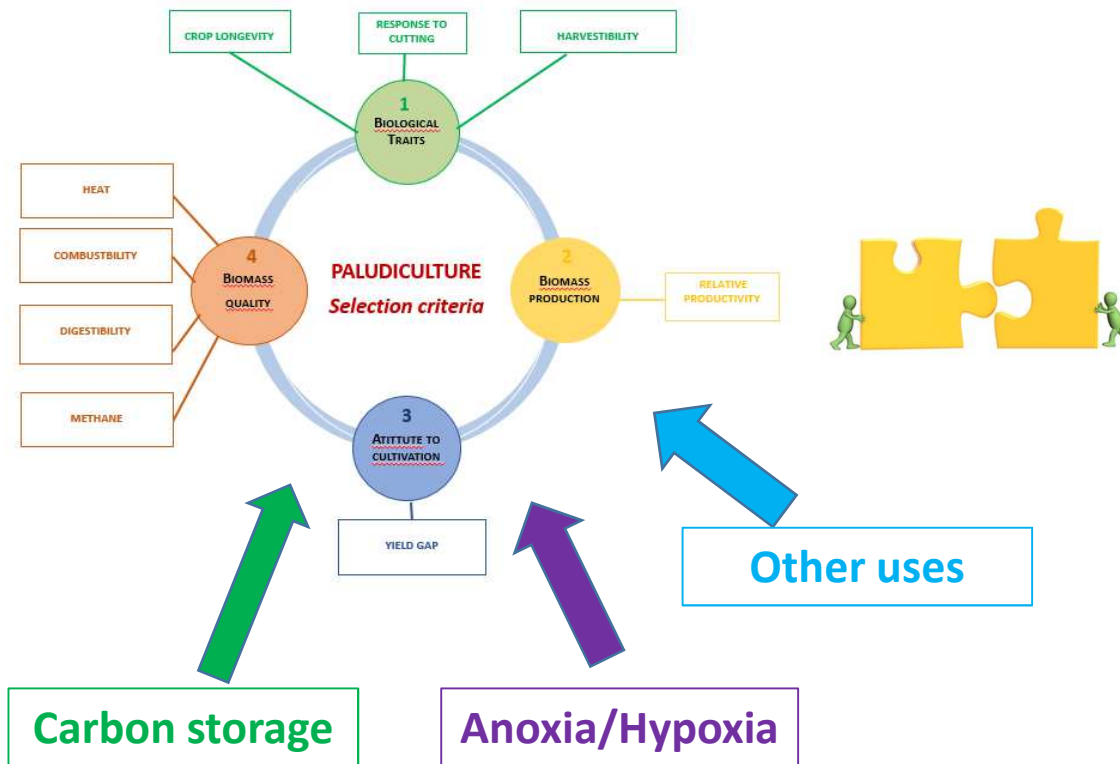 CROP LONGEVITY
RESPONSE TO
CUTTING
HARVESTIBILITY
1
BIOLOGICAL
TRAITS
HEAT
COMBUSTBILITY
DIGESTIBILITY
METHANE
4
BIOMASS
QUALITY
PALUDICULTURE
Selection criteria
2
BIOMASS
PRODUCTION
RELATIVE
PRODUCTIVITY
3
ATITTUTE TO
CULTIVATION
YIELD GAP
Other uses
Carbon storage
Anoxia/Hypoxia